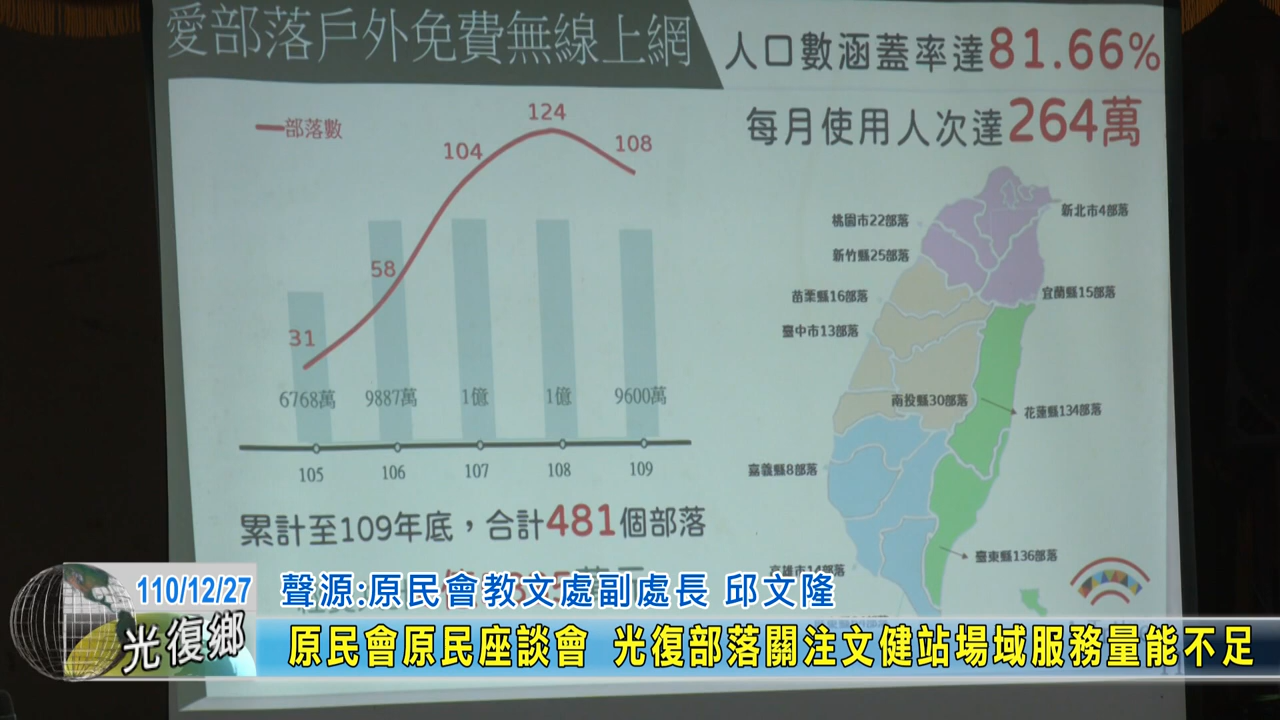 愛部落戶外免費無線上網
人口數涵蓋率達81.66%
每月使用人次達264萬
部落數
31
58
104
124
108
6768萬
9887萬
1億
1億
9600萬
105
106
107
108
109
累計至109年底，合計481個部落
桃園市22部落
新北市4部落
新竹縣25部落
苗栗縣16部落
宜蘭縣15部落
臺中市13部落
南投縣30部落
花蓮縣134部落
嘉義縣8部落
臺東縣136部落
高雄市14部落
110/12/27
聲源:原民會教文處副處長 邱文隆
光復鄉
原民會原民座談會 光復部落關注文健站場域服務量能不足